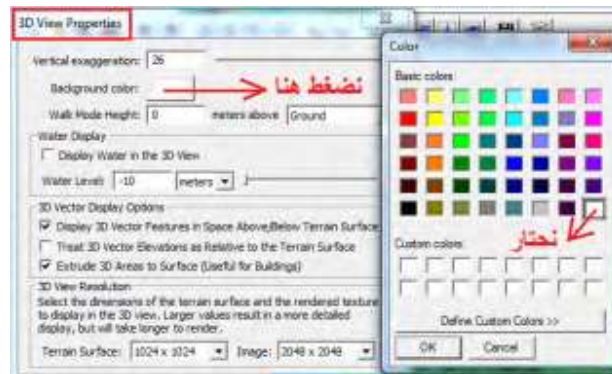 3D View Properties
Vertical exaggeration: 26
Background color:
نضغط هنا
Walk Mode Height: 0 meters above Ground
Water Display
Display Water in the 3D View
Water Level: -10 meters
3D Vector Display Options
Display 3D Vector Features in Space Above/Below Terrain Surface
Treat 3D Vector Elevations as Relative to the Terrain Surface
Extrude 3D Areas to Surface (Useful for Buildings)
3D View Resolution
Select the dimensions of the terrain surface and the rendered texture
to display in the 3D view. Larger values result in a more detailed
display, but will take longer to render.
Terrain Surface: 1024 x 1024 Image: 2048 x 2048
Color
Basic colors:
نختار
Custom colors:
Define Custom Colors >>
OK Cancel